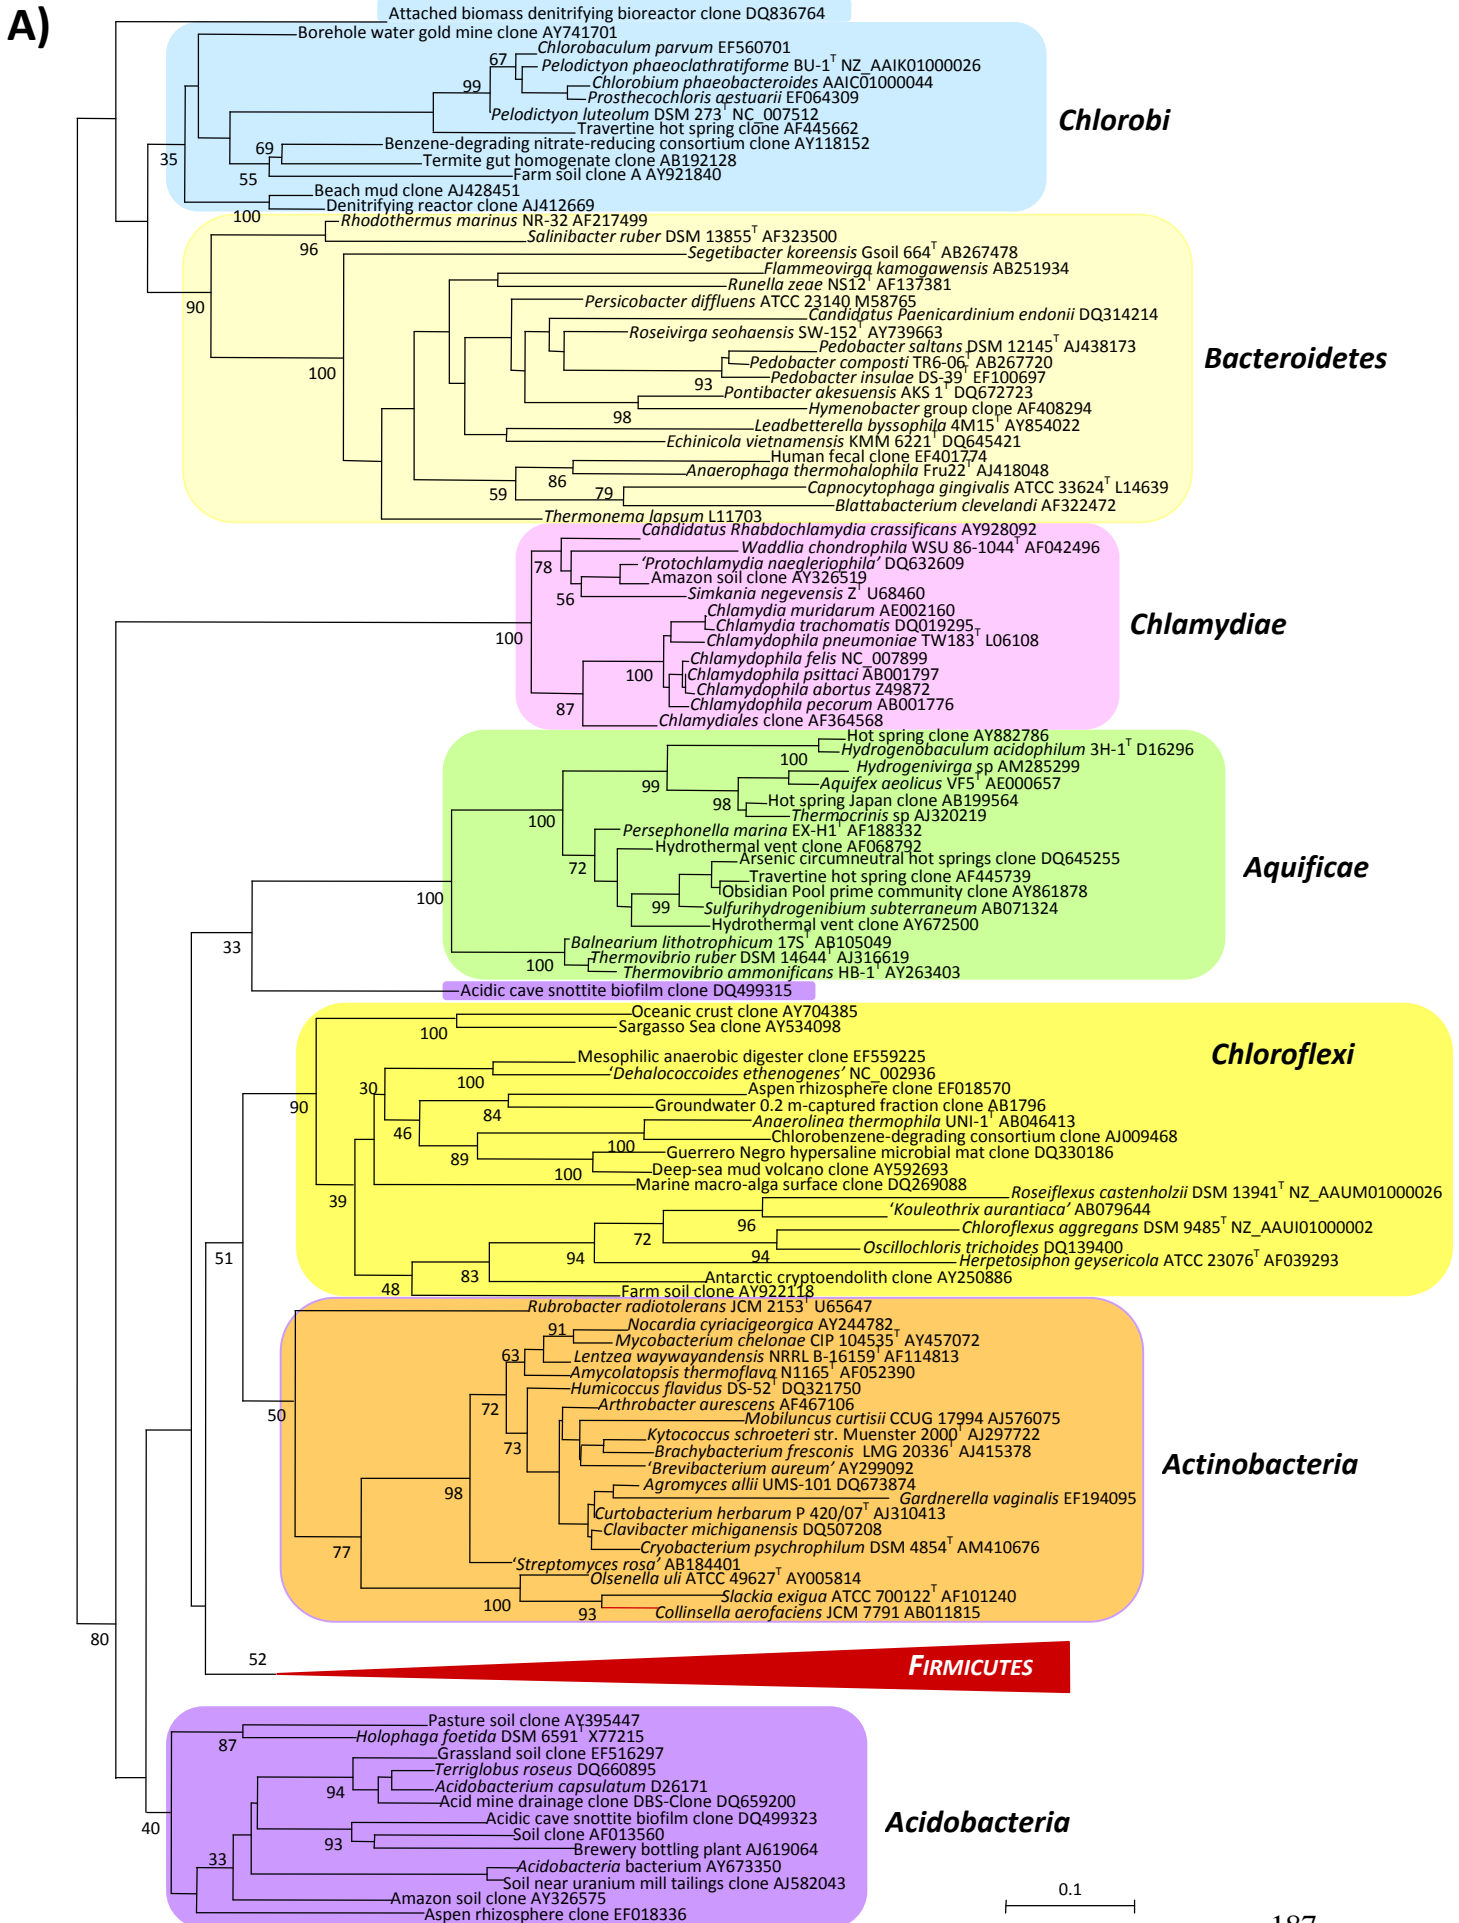 A)
Attached biomass denitrifying bioreactor clone DQ836764
Borehole water gold mine clone AY741701
Chlorobaculum parvum EF560701
67
Pelodictyon phaeoclathratiforme BU-1T NZ_AAIK01000026
Chlorobium phaeobacteroides AAIC01000044
99
Prosthecochloris aestuarii EF064309
Pelodictyon luteolum DSM 273T NC_007512
Chlorobi
Travertine hot spring clone AF445662
Benzene-degrading nitrate-reducing consortium clone AY118152
69
35
Termite gut homogenate clone AB192128
Farm soil clone A AY921840
55
Beach mud clone AJ428451
Denitrifying reactor clone AJ412669
100
Rhodothermus marinus NR-32 AF217499
Salinibacter ruber DSM 13855T AF323500
96
Segetibacter koreensis Gsoil 664T AB267478
Flammeovirga kamogawensis AB251934
Runella zeae NS12T AF137381
Persicobacter diffluens ATCC 23140 M58765
90
Candidatus Paenicardinium endonii DQ314214
Roseivirga seohaensis SW-152T AY739663
Pedobacter saltans DSM 12145T AJ438173
Bacteroidetes
Pedobacter composti TR6-06T AB267720
100
Pedobacter insulae DS-39T EF100697
93
Pontibacter akesuensis AKS 1T DQ672723
Hymenobacter group clone AF408294
98
Leadbetterella byssophila 4M15T AY854022
Echinicola vietnamensis KMM 6221T DQ645421
Human fecal clone EF401774
Anaerophaga thermohalophila Fru22T AJ418048
86
Capnocytophaga gingivalis ATCC 33624T L14639
59
79
Blattabacterium clevelandi AF322472
Thermonema lapsum L11703
Candidatus Rhabdochlamydia crassificans AY928092
Waddlia chondrophila WSU 86-1044T AF042496
78
‘Protochlamydia naegleriophila’ DQ632609
Amazon soil clone AY326519
Simkania negevensis ZT U68460
56
Chlamydia muridarum AE002160
Chlamydia trachomatis DQ019295
Chlamydiae
100
Chlamydophila pneumoniae TW183T L06108
Chlamydophila felis NC_007899
100
Chlamydophila psittaci AB001797
Chlamydophila abortus Z49872
Chlamydophila pecorum AB001776
87
Chlamydiales clone AF364568
Hot spring clone AY882786
Hydrogenobaculum acidophilum 3H-1T D16296
100
Hydrogenivirga sp AM285299
99
Aquifex aeolicus VF5T AE000657
Hot spring Japan clone AB199564
98
Thermocrinis sp AJ320219
100
Persephonella marina EX-H1T AF188332
Hydrothermal vent clone AF068792
Arsenic circumneutral hot springs clone DQ645255
72
Aquificae
Travertine hot spring clone AF445739
Obsidian Pool prime community clone AY861878
100
99
Sulfurihydrogenibium subterraneum AB071324
Hydrothermal vent clone AY672500
Balnearium lithotrophicum 17ST AB105049
33
Thermovibrio ruber DSM 14644T AJ316619
100
Thermovibrio ammonificans HB-1T AY263403
Acidic cave snottite biofilm clone DQ499315
Oceanic crust clone AY704385
Sargasso Sea clone AY534098
100
Chloroflexi
Mesophilic anaerobic digester clone EF559225
‘Dehalococcoides ethenogenes’ NC_002936
100
30
Aspen rhizosphere clone EF018570
90
Groundwater 0.2 m-captured fraction clone AB1796
84
Anaerolinea thermophila UNI-1T AB046413
46
Chlorobenzene-degrading consortium clone AJ009468
100
Guerrero Negro hypersaline microbial mat clone DQ330186
89
Deep-sea mud volcano clone AY592693
100
Marine macro-alga surface clone DQ269088
Roseiflexus castenholzii DSM 13941T NZ_AAUM01000026
39
‘Kouleothrix aurantiaca’ AB079644
96
Chloroflexus aggregans DSM 9485T NZ_AAUI01000002
72
Oscillochloris trichoides DQ139400
51
94
94
Herpetosiphon geysericola ATCC 23076T AF039293
83
Antarctic cryptoendolith clone AY250886
48
Farm soil clone AY922118
Rubrobacter radiotolerans JCM 2153T U65647
Nocardia cyriacigeorgica AY244782
91
Mycobacterium chelonae CIP 104535T AY457072
63
Lentzea waywayandensis NRRL B-16159T AF114813
Amycolatopsis thermoflava N1165T AF052390
Humicoccus flavidus DS-52T DQ321750
72
Arthrobacter aurescens AF467106
50
Mobiluncus curtisii CCUG 17994 AJ576075
Kytococcus schroeteri str. Muenster 2000T AJ297722
73
Brachybacterium fresconis LMG 20336T AJ415378
Actinobacteria
‘Brevibacterium aureum’ AY299092
Agromyces allii UMS-101 DQ673874
98
Gardnerella vaginalis EF194095
Curtobacterium herbarum P 420/07T AJ310413
Clavibacter michiganensis DQ507208
77
Cryobacterium psychrophilum DSM 4854T AM410676
‘Streptomyces rosa’ AB184401
Olsenella uli ATCC 49627T AY005814
Slackia exigua ATCC 700122T AF101240
100
93
Collinsella aerofaciens JCM 7791 AB011815
80
52
FIRMICUTES
Pasture soil clone AY395447
Holophaga foetida DSM 6591T X77215
87
Grassland soil clone EF516297
Terriglobus roseus DQ660895
Acidobacterium capsulatum D26171
94
Acid mine drainage clone DBS-Clone DQ659200
Acidic cave snottite biofilm clone DQ499323
Acidobacteria
40
Soil clone AF013560
93
Brewery bottling plant AJ619064
33
Acidobacteria bacterium AY673350
Soil near uranium mill tailings clone AJ582043
0.1
Amazon soil clone AY326575
Aspen rhizosphere clone EF018336
187